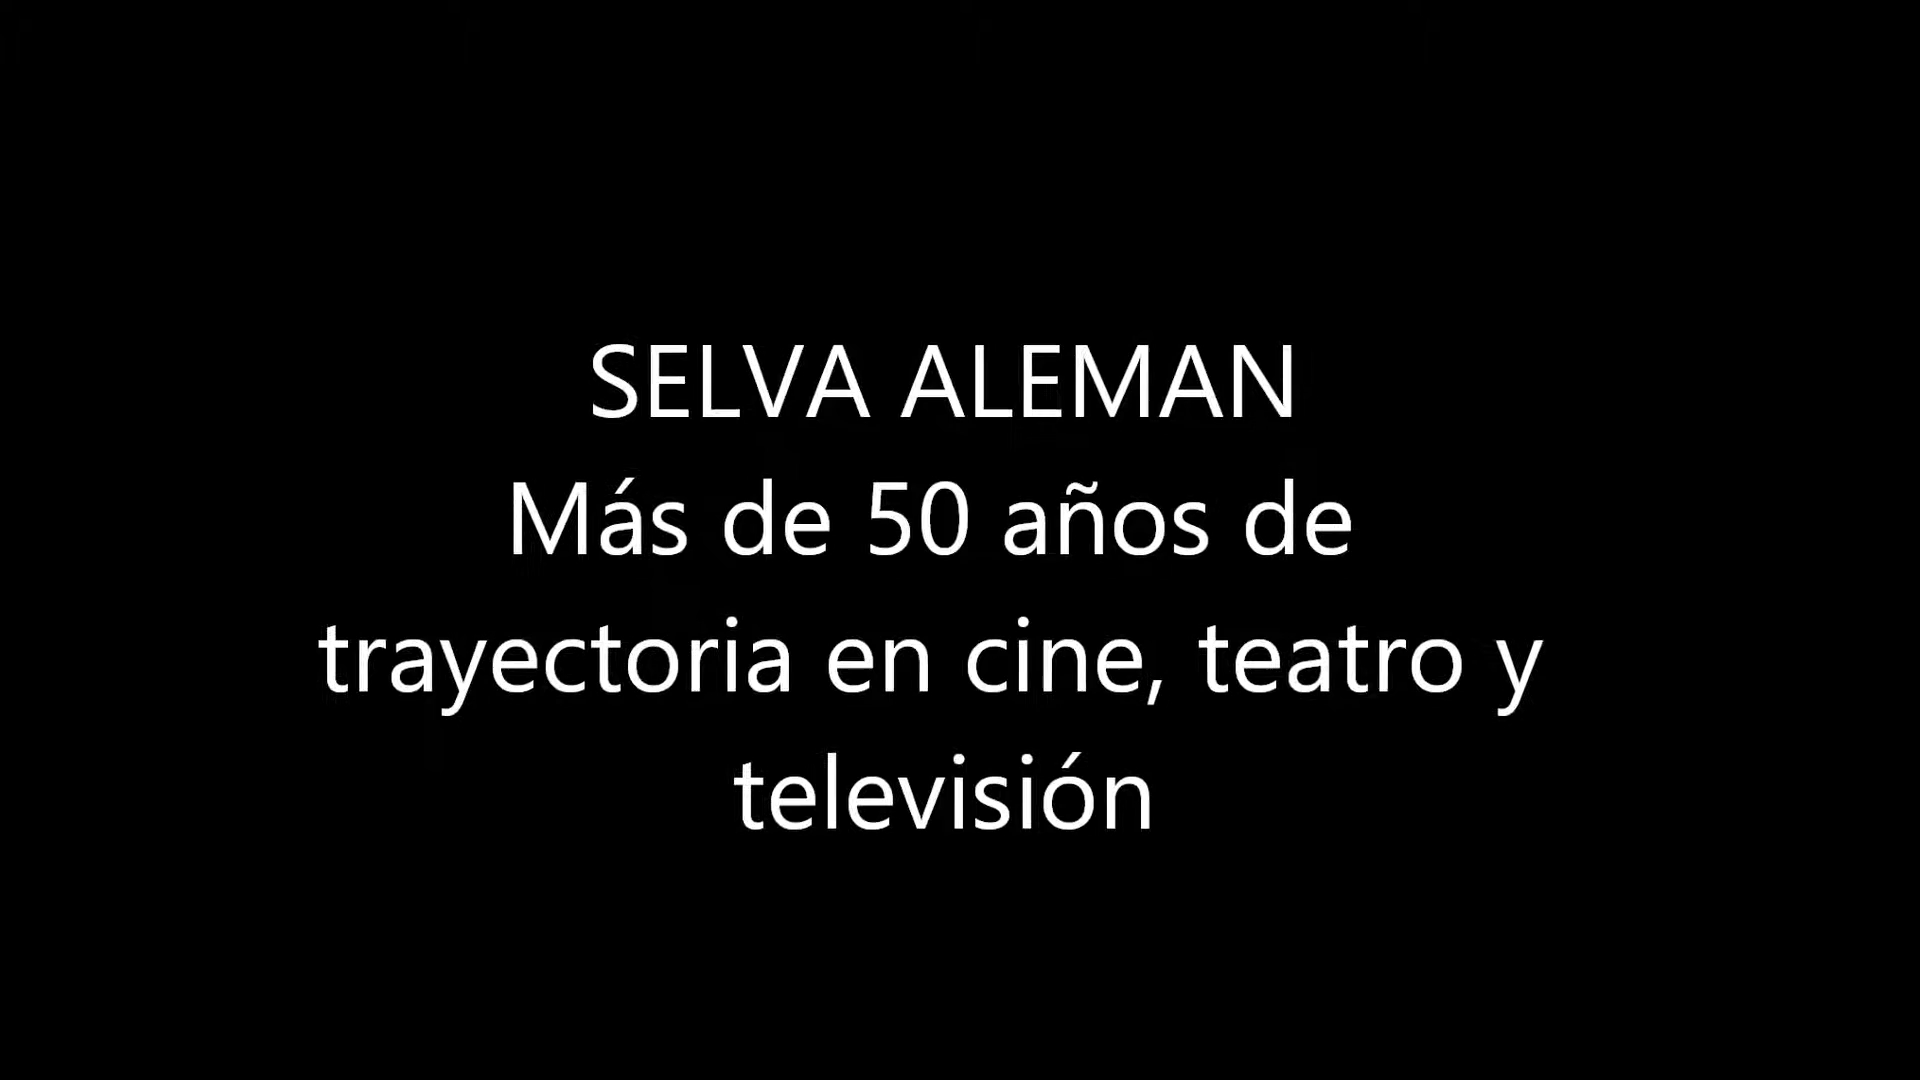 SELVA ALEMAN
Más de 50 años de
trayectoria en cine, teatro y
televisión